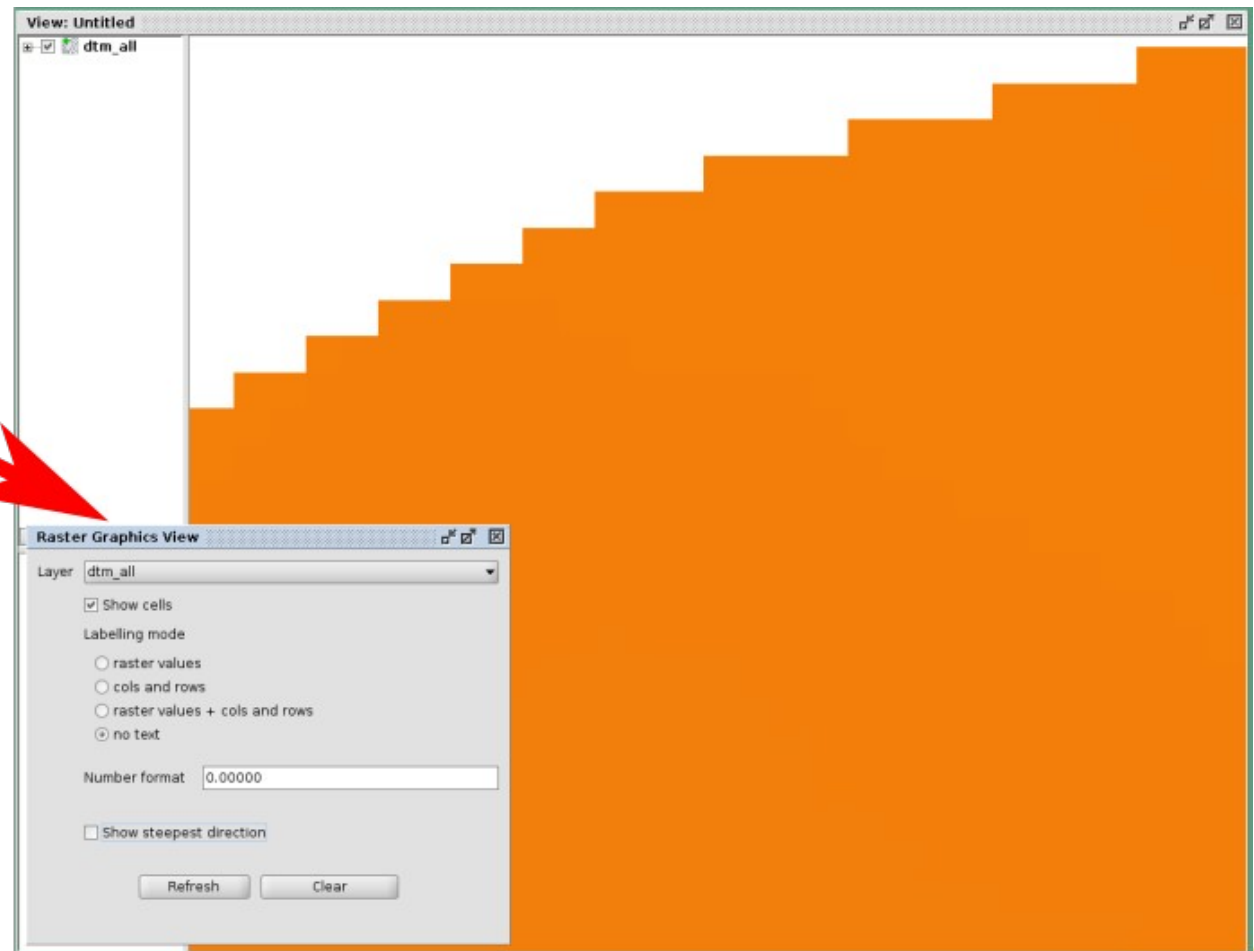 View: Untitled
dtm_all
Raster Graphics View
Layer dtm_all
Show cells
Labelling mode
raster values
cols and rows
raster values + cols and rows
no text
Number format 0.00000
Show steepest direction
Refresh Clear